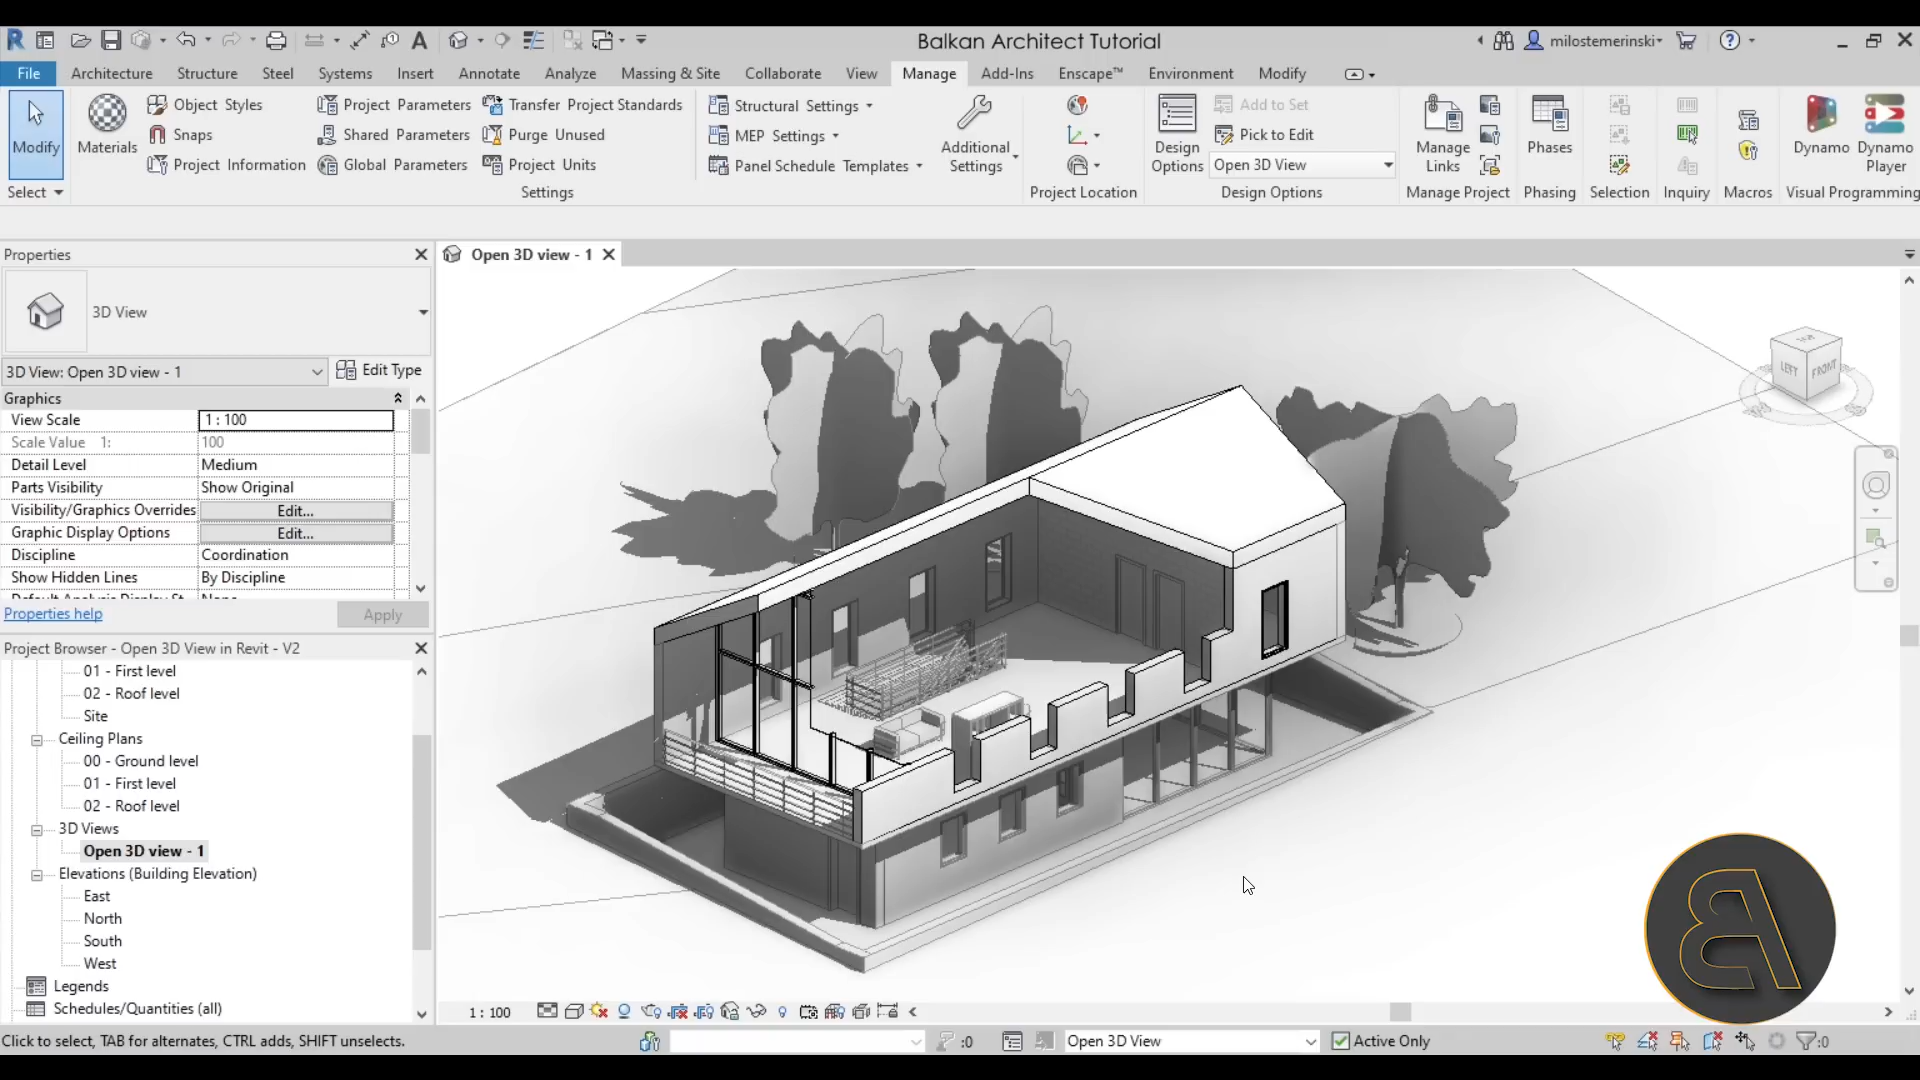 Balkan Architect Tutorial
milostemerinski
File
Architecture
Structure
Steel
Systems
Insert
Annotate
Analyze
Massing & Site
Collaborate
View
Manage
Add-Ins
Enscape™
Environment
Modify
Modify
Materials
Object Styles
Snaps
Project Information
Project Parameters
Shared Parameters
Global Parameters
Transfer Project Standards
Purge Unused
Project Units
Structural Settings
MEP Settings
Panel Schedule Templates
Additional
Settings
Design
Options
Add to Set
Pick to Edit
Open 3D View
Manage
Links
Phases
Dynamo
Dynamo
Player
Select
Settings
Project Location
Design Options
Manage Project
Phasing
Selection
Inquiry
Macros
Visual Programming
Properties
Open 3D view - 1
3D View
3D View: Open 3D view - 1
Edit Type
Graphics
View Scale
1 : 100
Scale Value 1:
100
Detail Level
Medium
Parts Visibility
Show Original
Visibility/Graphics Overrides
Edit...
Graphic Display Options
Edit...
Discipline
Coordination
Show Hidden Lines
By Discipline
Properties help
Apply
TOP
LEFT
FRONT
Project Browser - Open 3D View in Revit - V2
01 - First level
02 - Roof level
Site
Ceiling Plans
00 - Ground level
01 - First level
02 - Roof level
3D Views
Open 3D view - 1
Elevations (Building Elevation)
East
North
South
West
Legends
Schedules/Quantities (all)
1 : 100
Click to select, TAB for alternates, CTRL adds, SHIFT unselects.
:0
Open 3D View
Active Only
:0